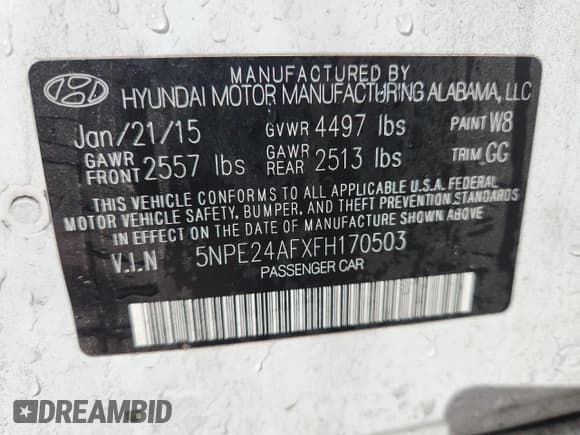 MANUFACTURED BY
HYUNDAI MOTOR MANUFACTURING ALABAMA, LLC
Jan/21/15 GVWR 4497 lbs PAINT W8
GAWR FRONT 2557 lbs GAWR REAR 2513 lbs TRIM GG
THIS VEHICLE CONFORMS TO ALL APPLICABLE U.S.A. FEDERAL
MOTOR VEHICLE SAFETY, BUMPER, AND THEFT PREVENTION STANDARDS
IN EFFECT ON THE DATE OF MANUFACTURE SHOWN ABOVE.
V.I.N 5NPE24AFXFH170503
PASSENGER CAR
DREAMBID